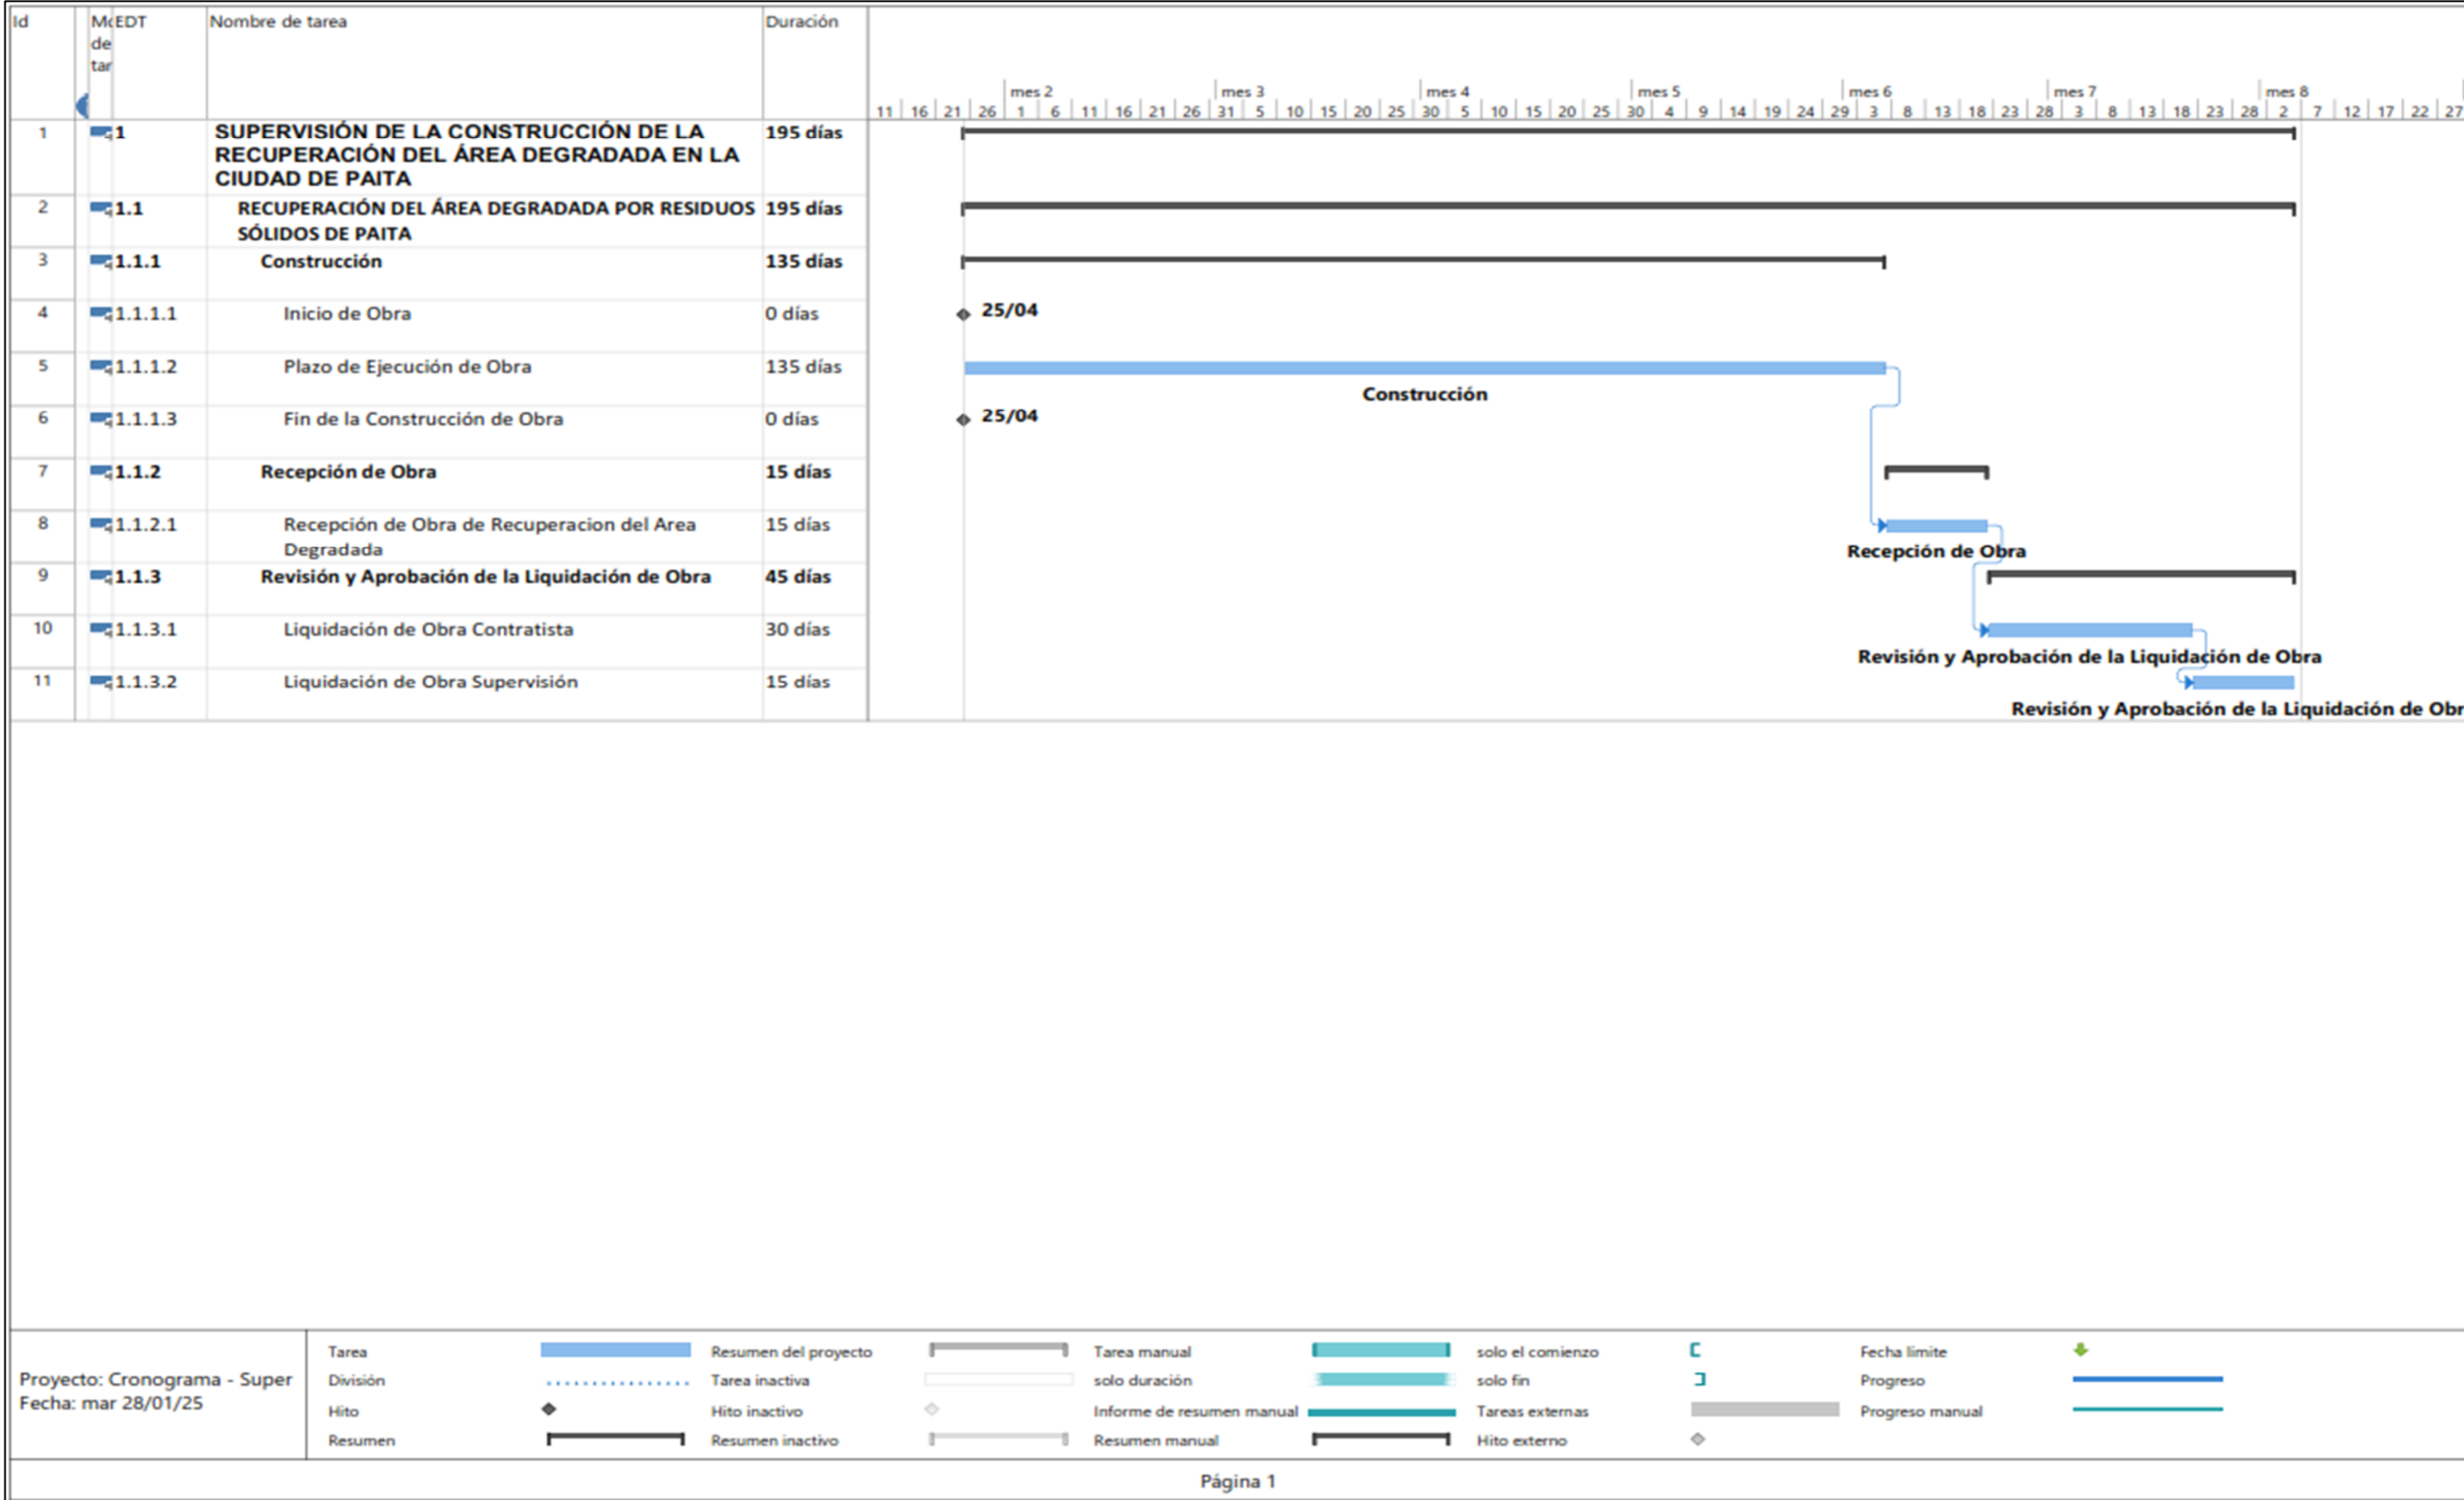 Id Mo de tar EDT Nombre de tarea Duración
mes 2 mes 3 mes 4 mes 5 mes 6 mes 7 mes 8
11 16 21 26 1 6 11 16 21 26 31 5 10 15 20 25 30 5 10 15 20 25 30 4 9 14 19 24 29 3 8 13 18 23 28 3 8 13 18 23 28 2 7 12 17 22 27
1 1 SUPERVISIÓN DE LA CONSTRUCCIÓN DE LA 195 días
RECUPERACIÓN DEL ÁREA DEGRADADA EN LA
CIUDAD DE PAITA
2 1.1 RECUPERACIÓN DEL ÁREA DEGRADADA POR RESIDUOS 195 días
SÓLIDOS DE PAITA
3 1.1.1 Construcción 135 días
4 1.1.1.1 Inicio de Obra 0 días 25/04
5 1.1.1.2 Plazo de Ejecución de Obra 135 días
Construcción
6 1.1.1.3 Fin de la Construcción de Obra 0 días 25/04
7 1.1.2 Recepción de Obra 15 días
8 1.1.2.1 Recepción de Obra de Recuperacion del Area 15 días
Degradada
Recepción de Obra
9 1.1.3 Revisión y Aprobación de la Liquidación de Obra 45 días
10 1.1.3.1 Liquidación de Obra Contratista 30 días
Revisión y Aprobación de la Liquidación de Obra
11 1.1.3.2 Liquidación de Obra Supervisión 15 días
Revisión y Aprobación de la Liquidación de Obr
Proyecto: Cronograma - Super
Fecha: mar 28/01/25
Tarea Resumen del proyecto Tarea manual solo el comienzo Fecha límite
División Tarea inactiva solo duración solo fin Progreso
Hito Hito inactivo Informe de resumen manual Tareas externas Progreso manual
Resumen Resumen inactivo Resumen manual Hito externo
Página 1